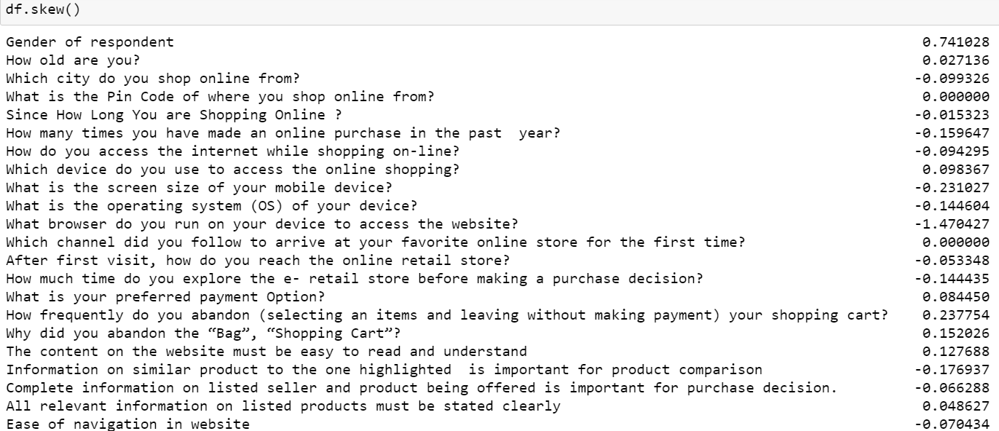 df.skew()
Gender of respondent 0.741028
How old are you? 0.027136
Which city do you shop online from? -0.099326
What is the Pin Code of where you shop online from? 0.000000
Since How Long You are Shopping Online ? -0.015323
How many times you have made an online purchase in the past  year? -0.159647
How do you access the internet while shopping on-line? -0.094295
Which device do you use to access the online shopping? 0.098367
What is the screen size of your mobile device? -0.231027
What is the operating system (OS) of your device? -0.144604
What browser do you run on your device to access the website? -1.470427
Which channel did you follow to arrive at your favorite online store for the first time? 0.000000
After first visit, how do you reach the online retail store? -0.053348
How much time do you explore the e- retail store before making a purchase decision? -0.144435
What is your preferred payment Option? 0.084450
How frequently do you abandon (selecting an items and leaving without making payment) your shopping cart? 0.237754
Why did you abandon the “Bag”, “Shopping Cart”? 0.152026
The content on the website must be easy to read and understand 0.127688
Information on similar product to the one highlighted  is important for product comparison -0.176937
Complete information on listed seller and product being offered is important for purchase decision. -0.066288
All relevant information on listed products must be stated clearly 0.048627
Ease of navigation in website -0.070434